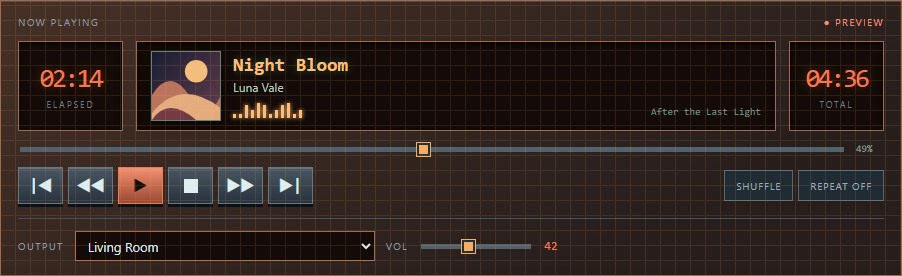 NOW PLAYING
PREVIEW
02:14
ELAPSED
Night Bloom
Luna Vale
After the Last Light
04:36
TOTAL
49%
SHUFFLE
REPEAT OFF
OUTPUT
Living Room
VOL
42